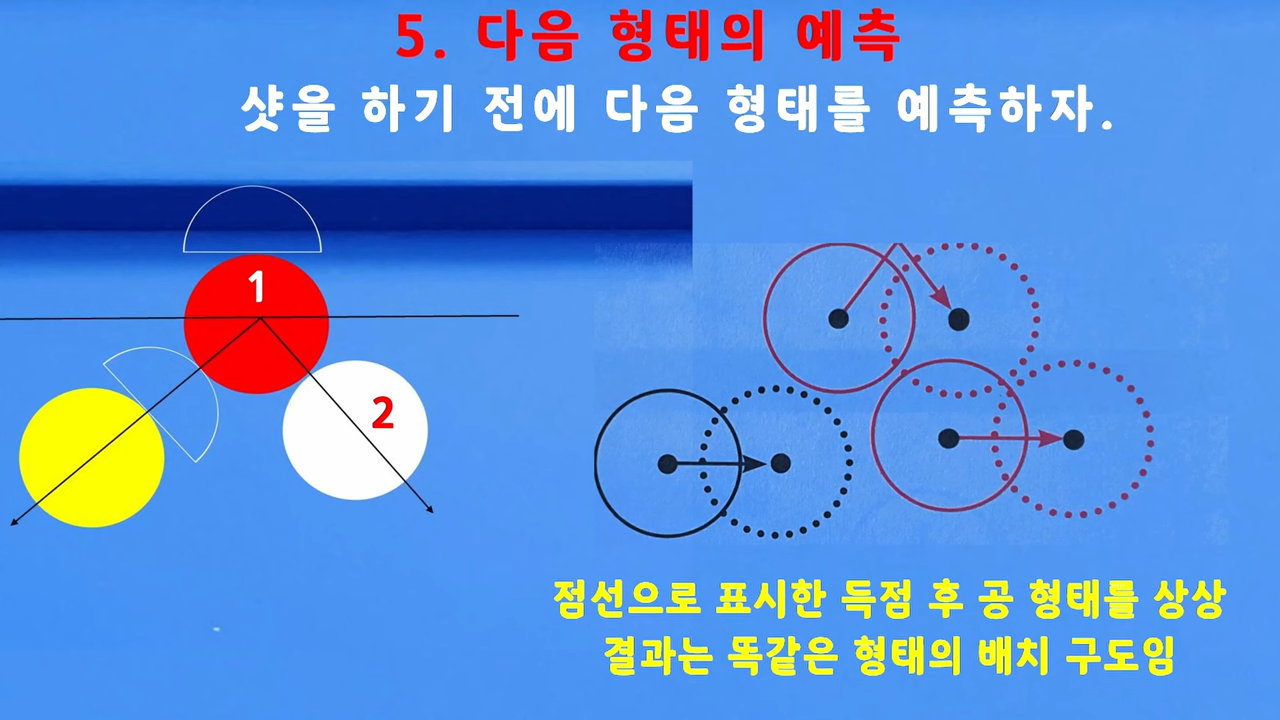 5. 다음 형태의 예측
샷을 하기 전에 다음 형태를 예측하자.
1
2
점선으로 표시한 득점 후 공 형태를 상상
결과는 똑같은 형태의 배치 구도임